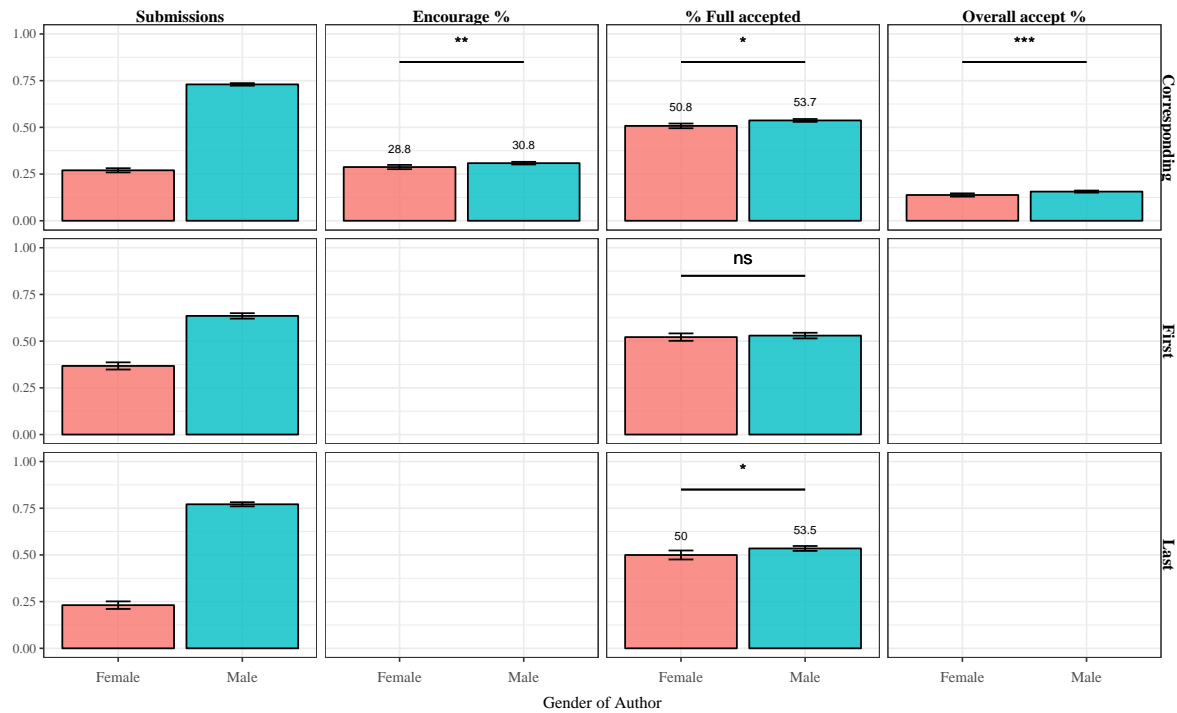 Submissions Encourage % % Full accepted Overall accept %
1.00 ** * ***
0.75
50.8 53.7
0.50
28.8 30.8
0.25
0.00
Corresponding
1.00
ns
0.75
0.50
0.25
0.00
First
1.00
*
0.75
50 53.5
0.50
0.25
0.00
Last
Female Male Female Male Female Male Female Male
Gender of Author